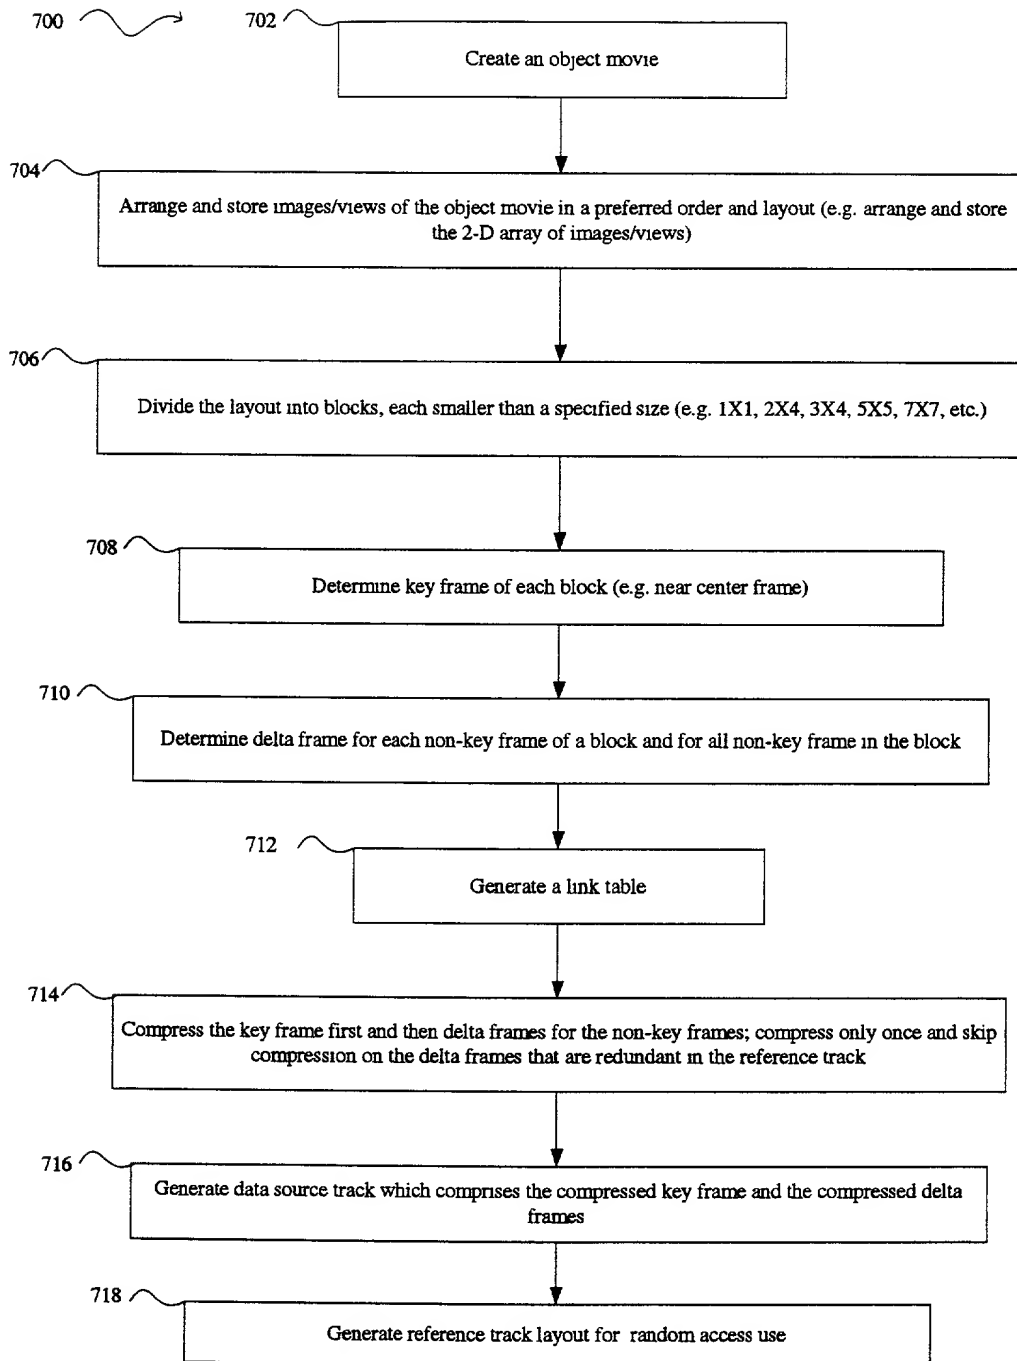 700
702
Create an object movie
704
Arrange and store images/views of the object movie in a preferred order and layout (e.g. arrange and store
the 2-D array of images/views)
706
Divide the layout into blocks, each smaller than a specified size (e.g. 1X1, 2X4, 3X4, 5X5, 7X7, etc.)
708
Determine key frame of each block (e.g. near center frame)
710
Determine delta frame for each non-key frame of a block and for all non-key frame in the block
712
Generate a link table
714
Compress the key frame first and then delta frames for the non-key frames; compress only once and skip
compression on the delta frames that are redundant in the reference track
716
Generate data source track which comprises the compressed key frame and the compressed delta
frames
718
Generate reference track layout for random access use